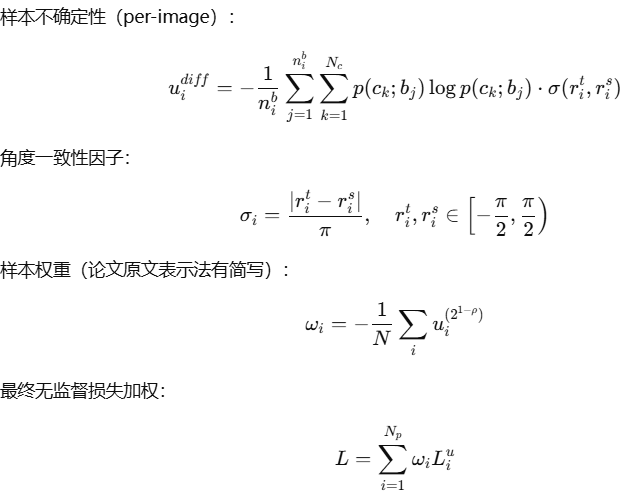 样本不确定性（per-image）：
u_i^{diff} = -\frac{1}{n_i^b} \sum_{j=1}^{n_i^b} \sum_{k=1}^{N_c} p(c_k; b_j) \log p(c_k; b_j) \cdot \sigma(r_i^t, r_i^s)
角度一致性因子：
\sigma_i = \frac{|r_i^t - r_i^s|}{\pi}, \quad r_i^t, r_i^s \in \left[-\frac{\pi}{2}, \frac{\pi}{2}\right)
样本权重（论文原文表示法有简写）：
\omega_i = -\frac{1}{N} \sum_i u_i^{(2^{1-\rho})}
最终无监督损失加权：
L = \sum_{i=1}^{N_p} \omega_i L_i^u